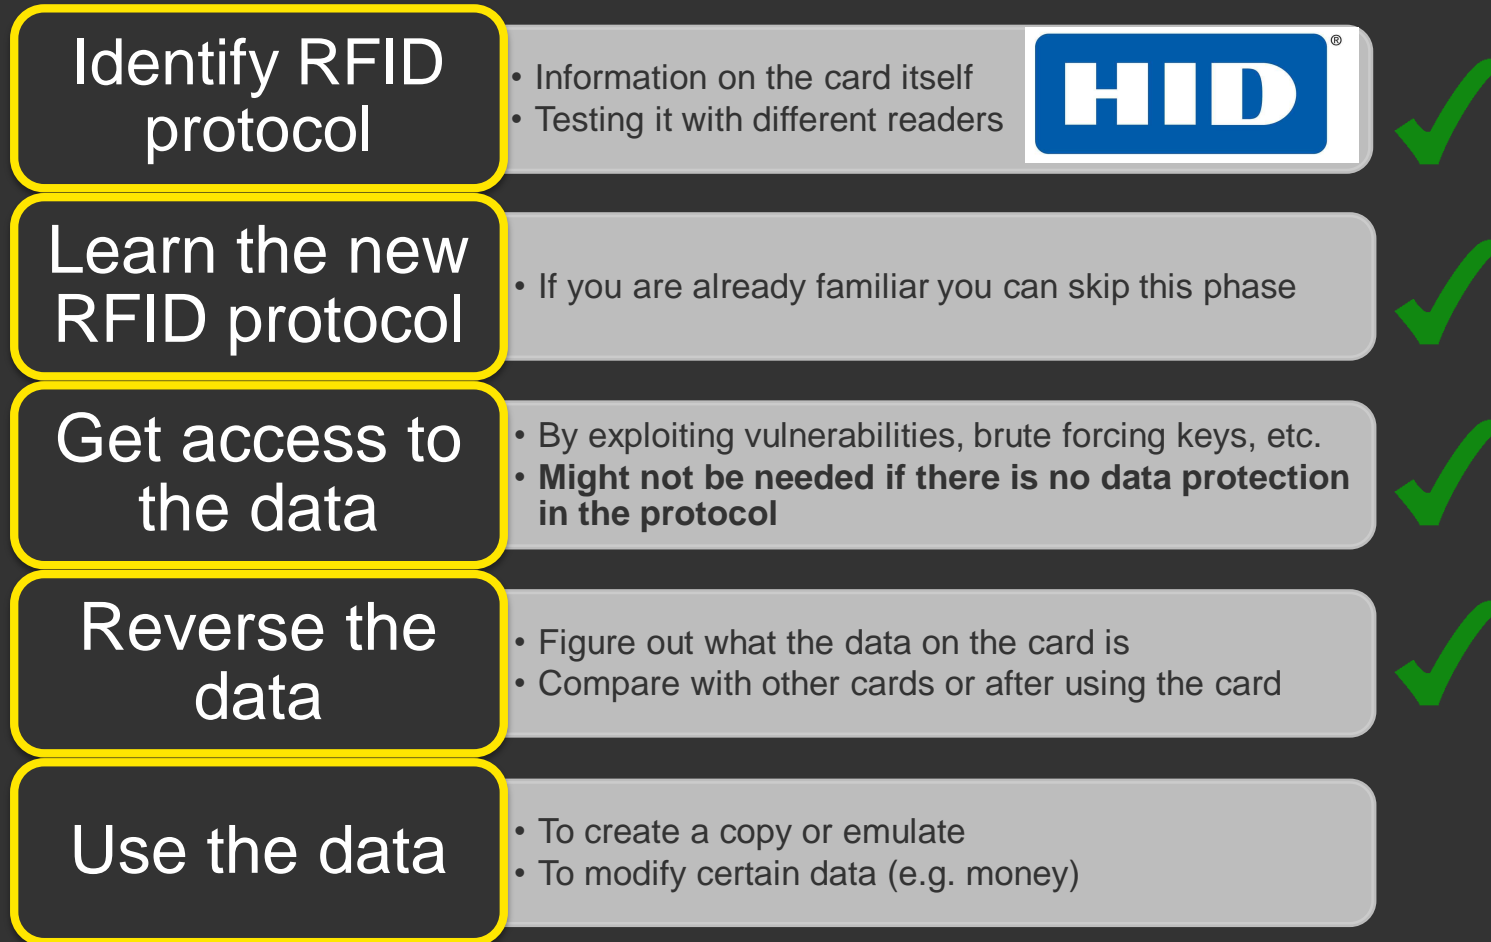 Identify RFID
protocol
• Information on the card itself
• Testing it with different readers
HID®
Learn the new
RFID protocol
• If you are already familiar you can skip this phase
Get access to
the data
• By exploiting vulnerabilities, brute forcing keys, etc.
• Might not be needed if there is no data protection
in the protocol
Reverse the
data
• Figure out what the data on the card is
• Compare with other cards or after using the card
Use the data
• To create a copy or emulate
• To modify certain data (e.g. money)